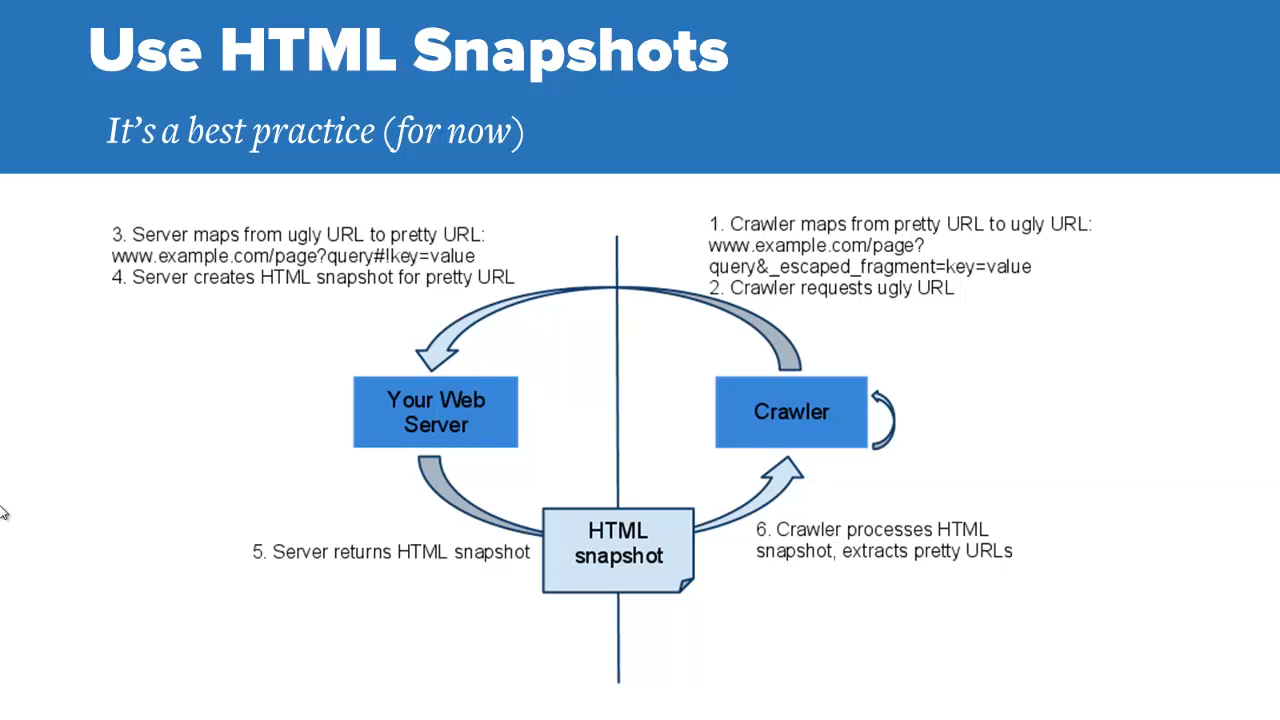 Use HTML Snapshots
It's a best practice (for now)
3. Server maps from ugly URL to pretty URL:
www.example.com/page?query#!key=value
4. Server creates HTML snapshot for pretty URL
1. Crawler maps from pretty URL to ugly URL:
www.example.com/page?
query&_escaped_fragment=key=value
2. Crawler requests ugly URL
Your Web
Server
Crawler
HTML
snapshot
5. Server returns HTML snapshot
6. Crawler processes HTML
snapshot, extracts pretty URLs